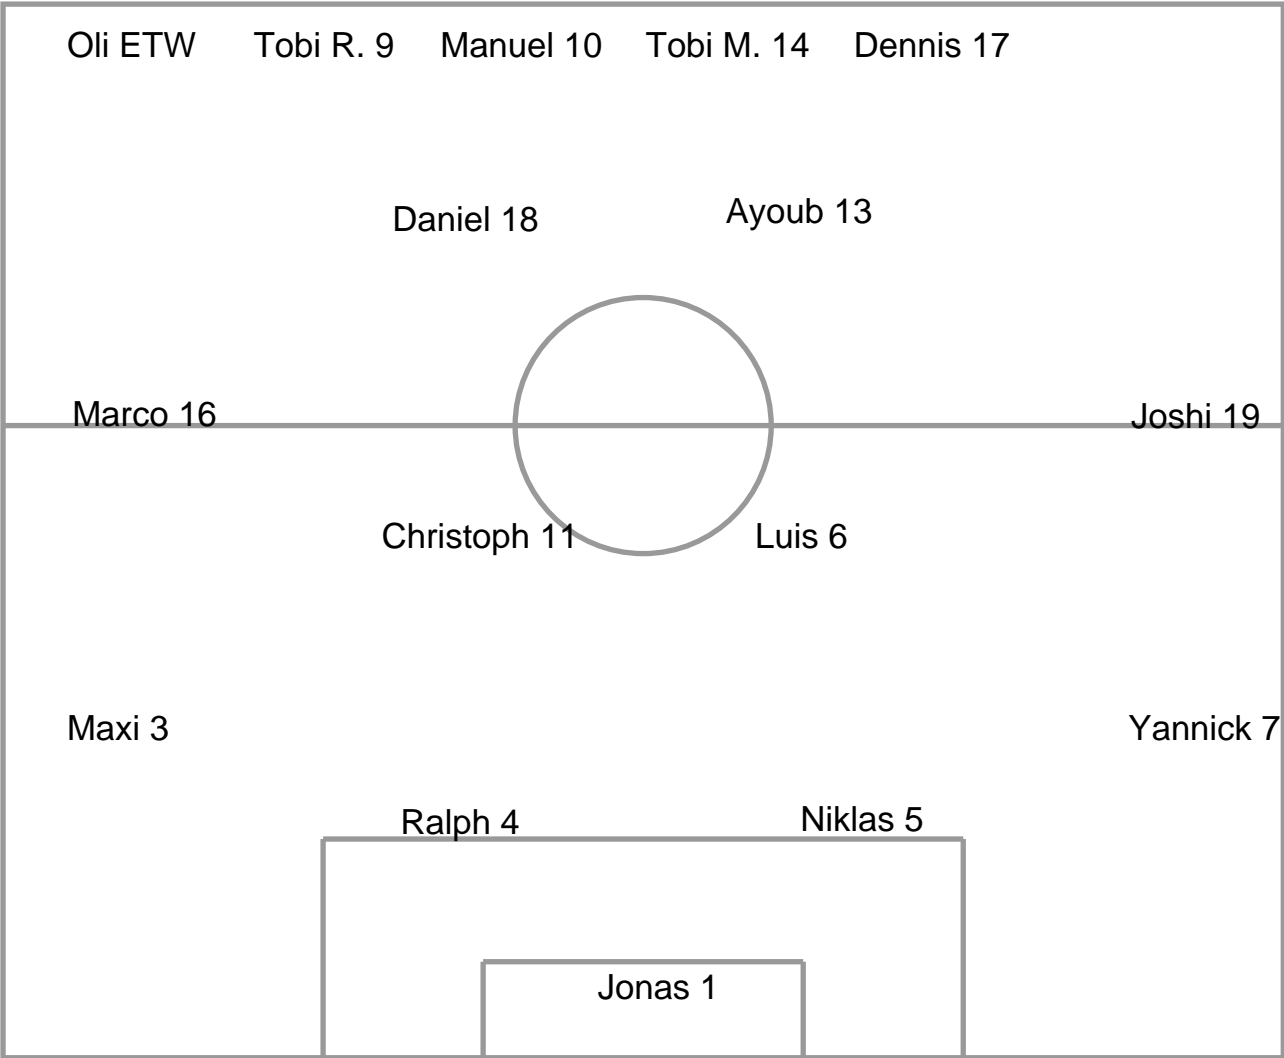 Oli ETW Tobi R. 9 Manuel 10 Tobi M. 14 Dennis 17
Daniel 18 Ayoub 13
Marco 16 Joshi 19
Christoph 11 Luis 6
Maxi 3 Yannick 7
Ralph 4 Niklas 5
Jonas 1